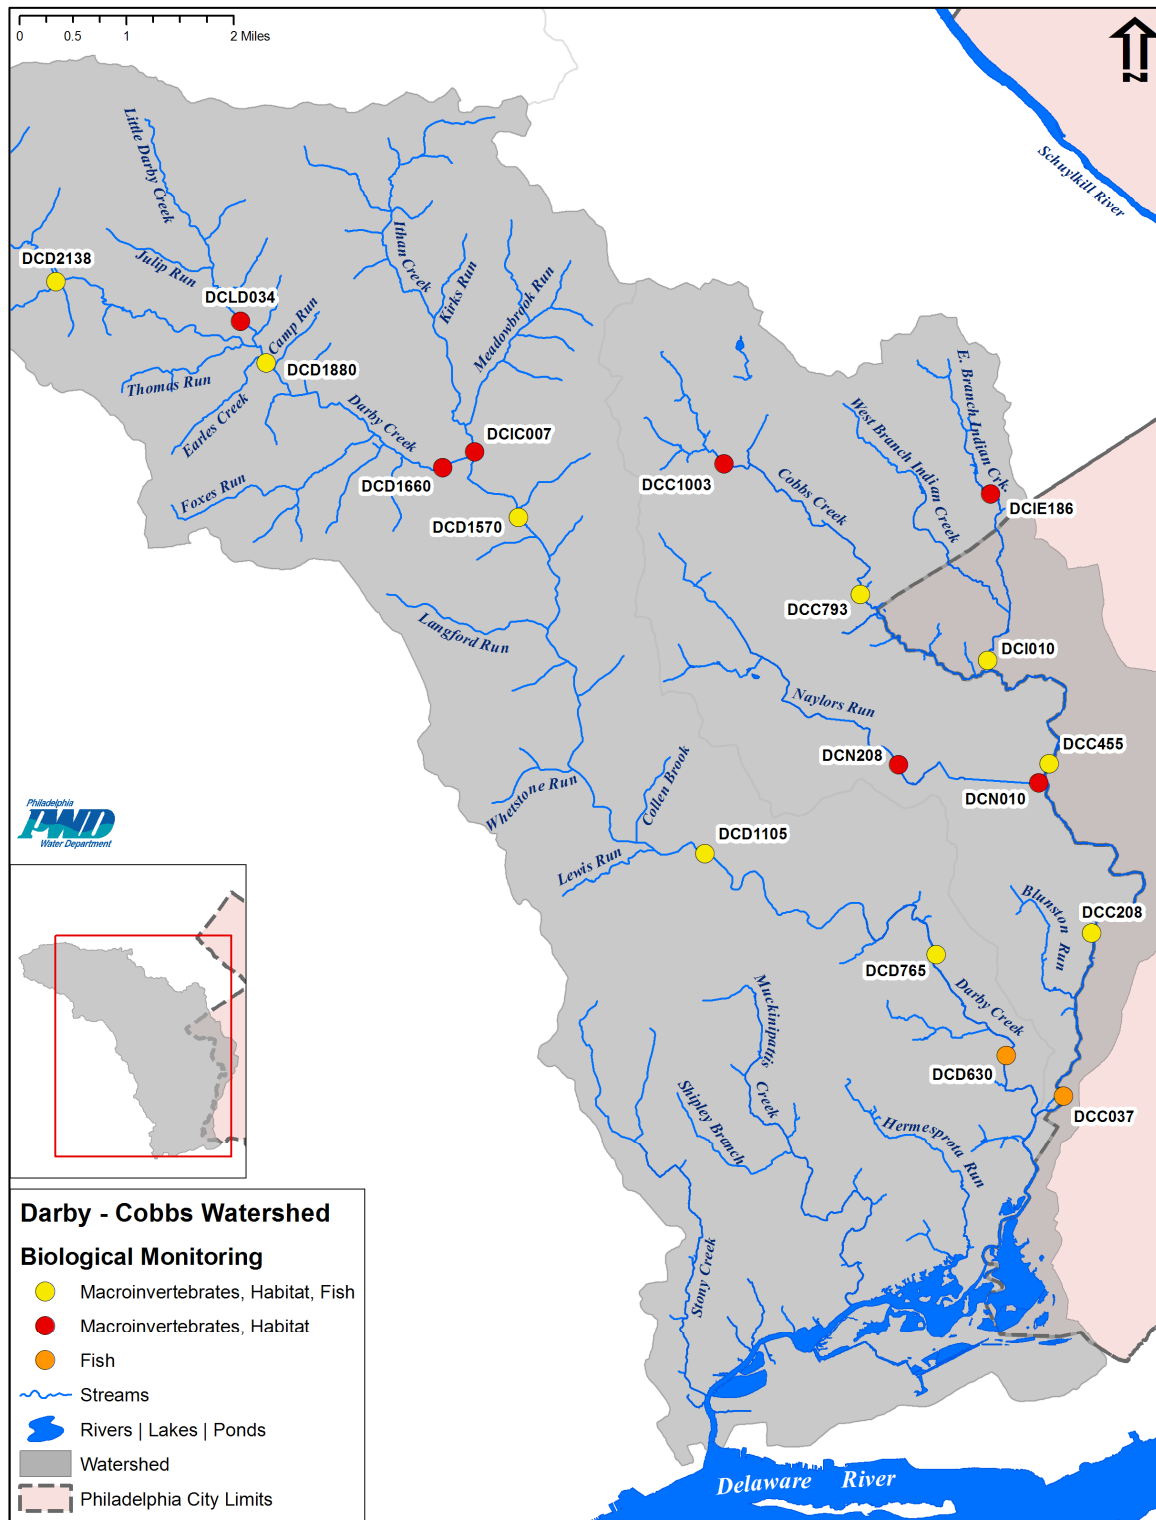 0 0.5 1 2 Miles
N
Schuylkill River
Little Darby Creek
Ithan Creek
Julip Run
Kirks Run
Meadowbrook Run
DCD2138
DCLD034
Camp Run
DCD1880
Thomas Run
Earles Creek
Darby Creek
E. Branch Indian Crk.
West Branch Indian Creek
DCIC007
DCD1660
Foxes Run
DCC1003
Cobbs Creek
DCIE186
DCD1570
DCC793
Langford Run
DCI010
Naylors Run
DCC455
DCN208
DCN010
Whetstone Run
Collen Brook
DCD1105
Lewis Run
Blunston Run
DCC208
DCD765
Muckinipattis Creek
Darby Creek
DCD630
DCC037
Shipley Branch
Hermesprota Run
Stony Creek
Delaware River
Philadelphia
PWD
Water Department
Darby - Cobbs Watershed
Biological Monitoring
Macroinvertebrates, Habitat, Fish
Macroinvertebrates, Habitat
Fish
Streams
Rivers | Lakes | Ponds
Watershed
Philadelphia City Limits